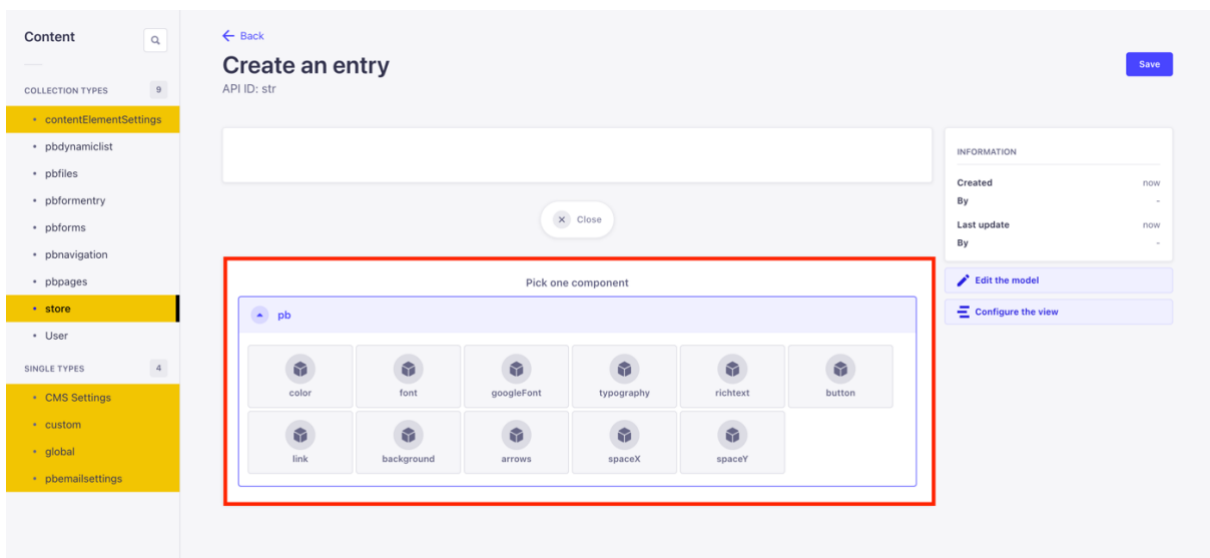 Content
COLLECTION TYPES 9
contentElementSettings
pbdynamiclist
pbfiles
pbformentry
pbforms
pbnavigation
pbpages
store
User
SINGLE TYPES 4
CMS Settings
custom
global
pbemailsettings
Back
Create an entry
API ID: str
Save
Close
Pick one component
pb
color font googleFont typography richtext button
link background arrows spaceX spaceY
INFORMATION
Created now
By -
Last update now
By -
Edit the model
Configure the view